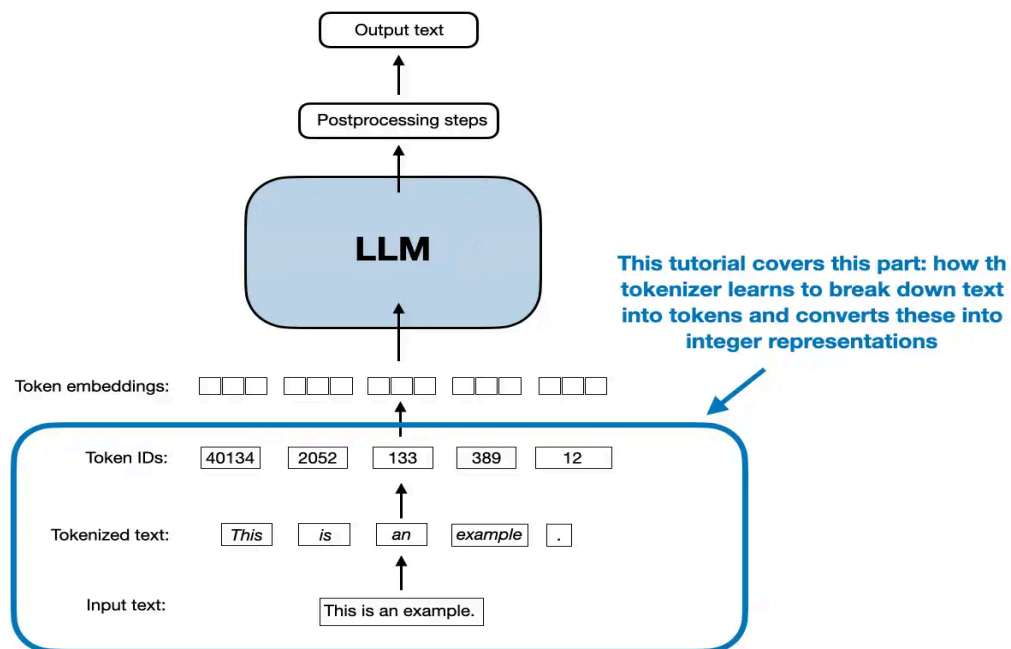 Output text
Postprocessing steps
LLM
This tutorial covers this part: how th
tokenizer learns to break down text
into tokens and converts these into
integer representations
Token embeddings:
Token IDs: 40134 2052 133 389 12
Tokenized text: This is an example .
Input text: This is an example.